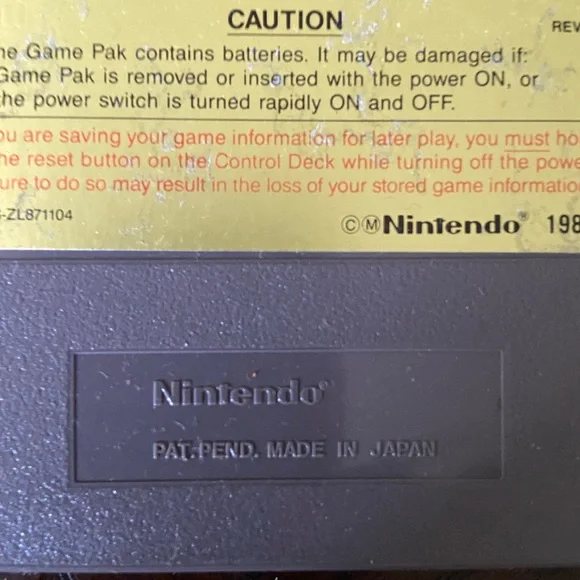 CAUTION
REV
he Game Pak contains batteries. It may be damaged if:
Game Pak is removed or inserted with the power ON, or
he power switch is turned rapidly ON and OFF.
ou are saving your game information for later play, you must ho
he reset button on the Control Deck while turning off the powe
ure to do so may result in the loss of your stored game informatio
S-ZL871104
©ⓂNintendo® 198
Nintendo®
PAT. PEND. MADE IN JAPAN